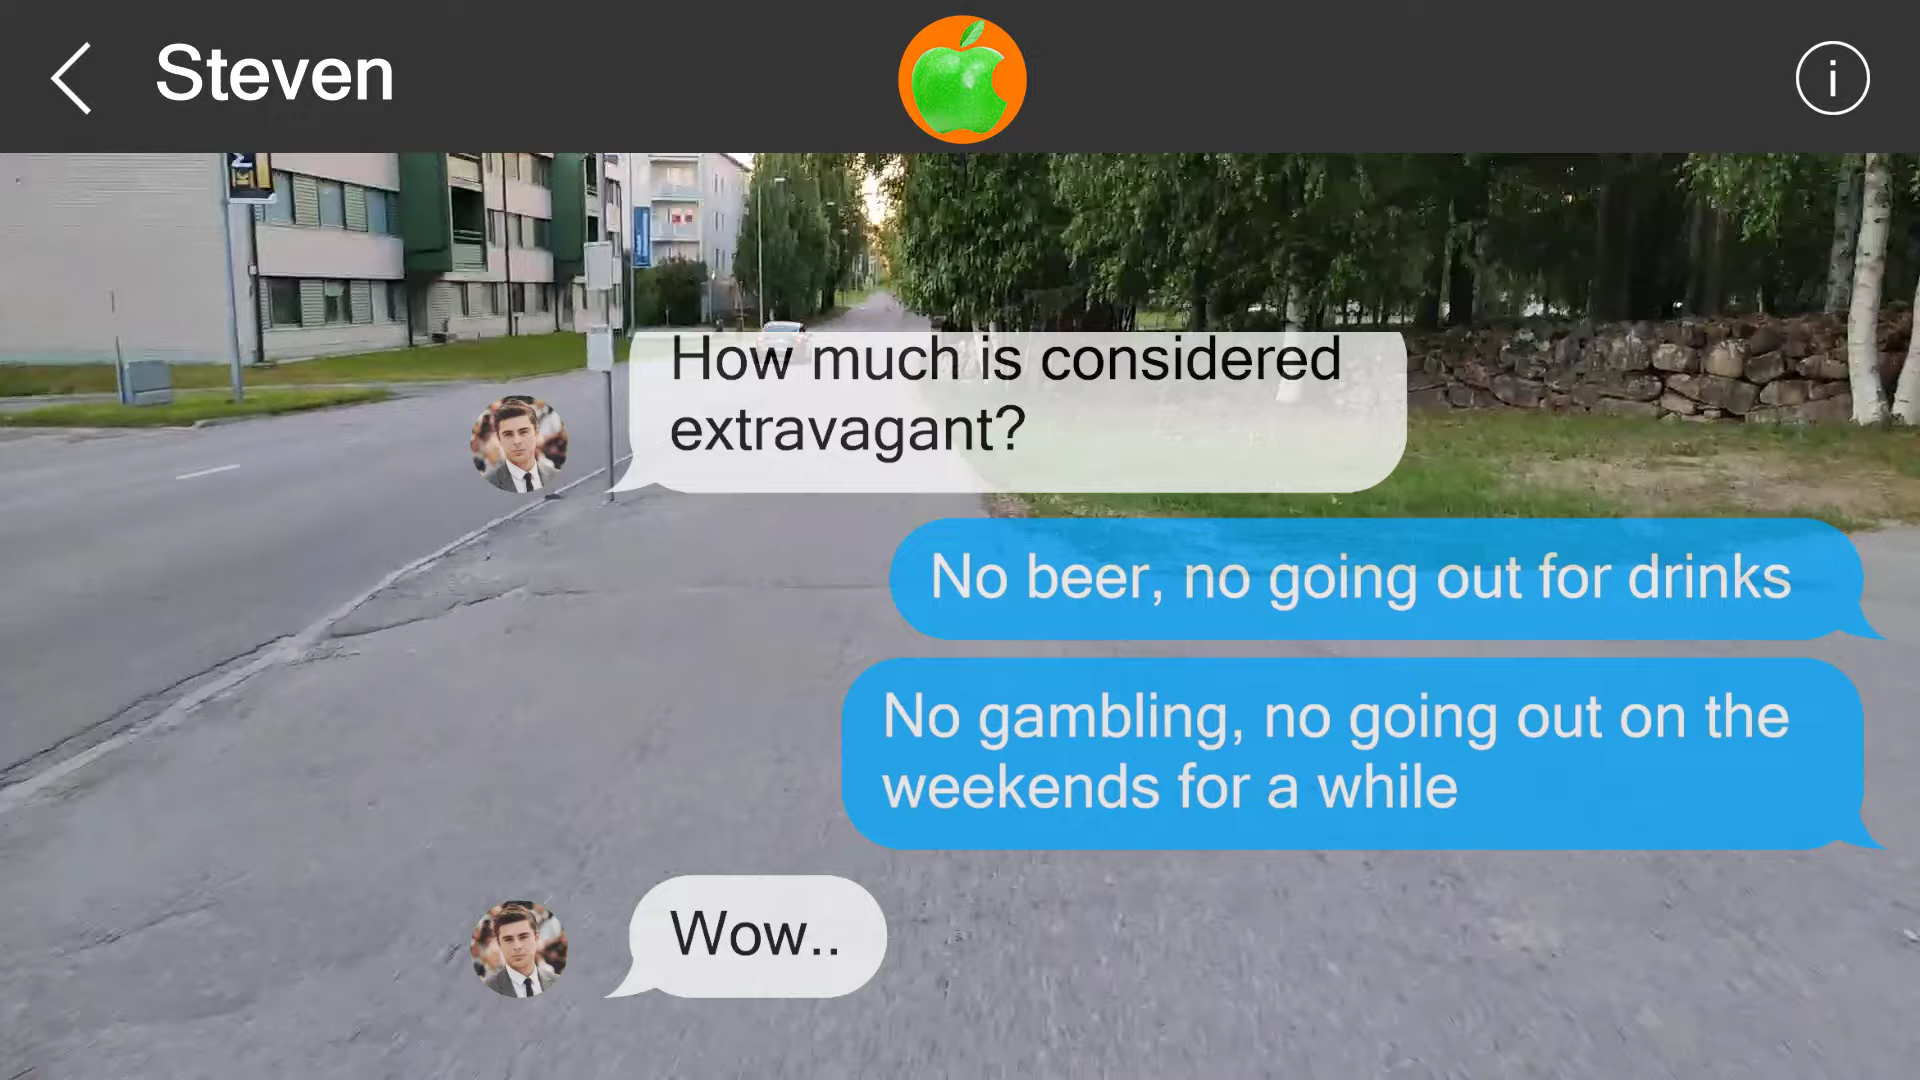 Steven
i
KM
How much is considered
extravagant?
No beer, no going out for drinks
No gambling, no going out on the
weekends for a while
Wow..